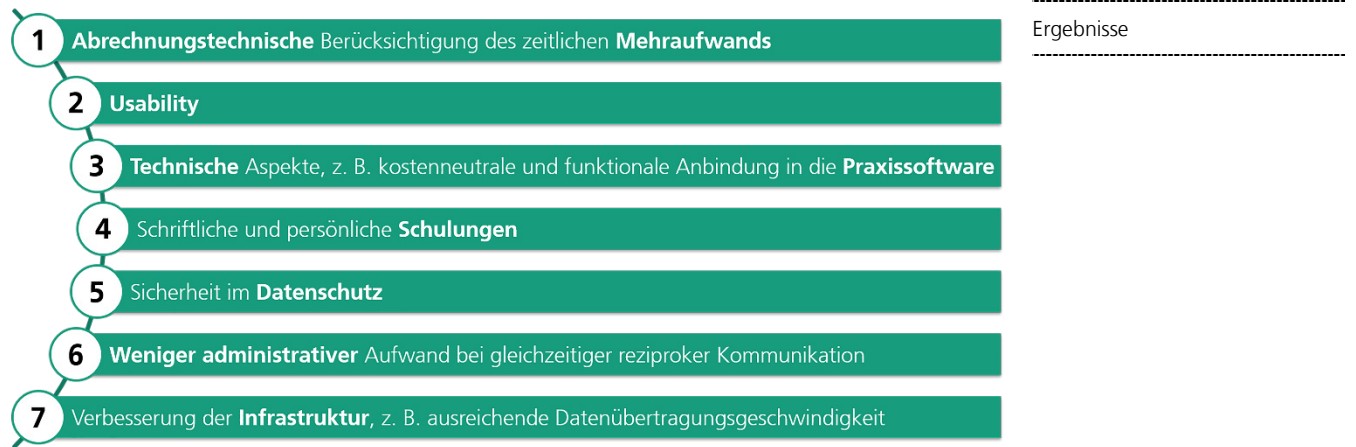 1 Abrechnungstechnische Berücksichtigung des zeitlichen Mehraufwands
2 Usability
3 Technische Aspekte, z. B. kostenneutrale und funktionale Anbindung in die Praxissoftware
4 Schriftliche und persönliche Schulungen
5 Sicherheit im Datenschutz
6 Weniger administrativer Aufwand bei gleichzeitiger reziproker Kommunikation
7 Verbesserung der Infrastruktur, z. B. ausreichende Datenübertragungsgeschwindigkeit
Ergebnisse